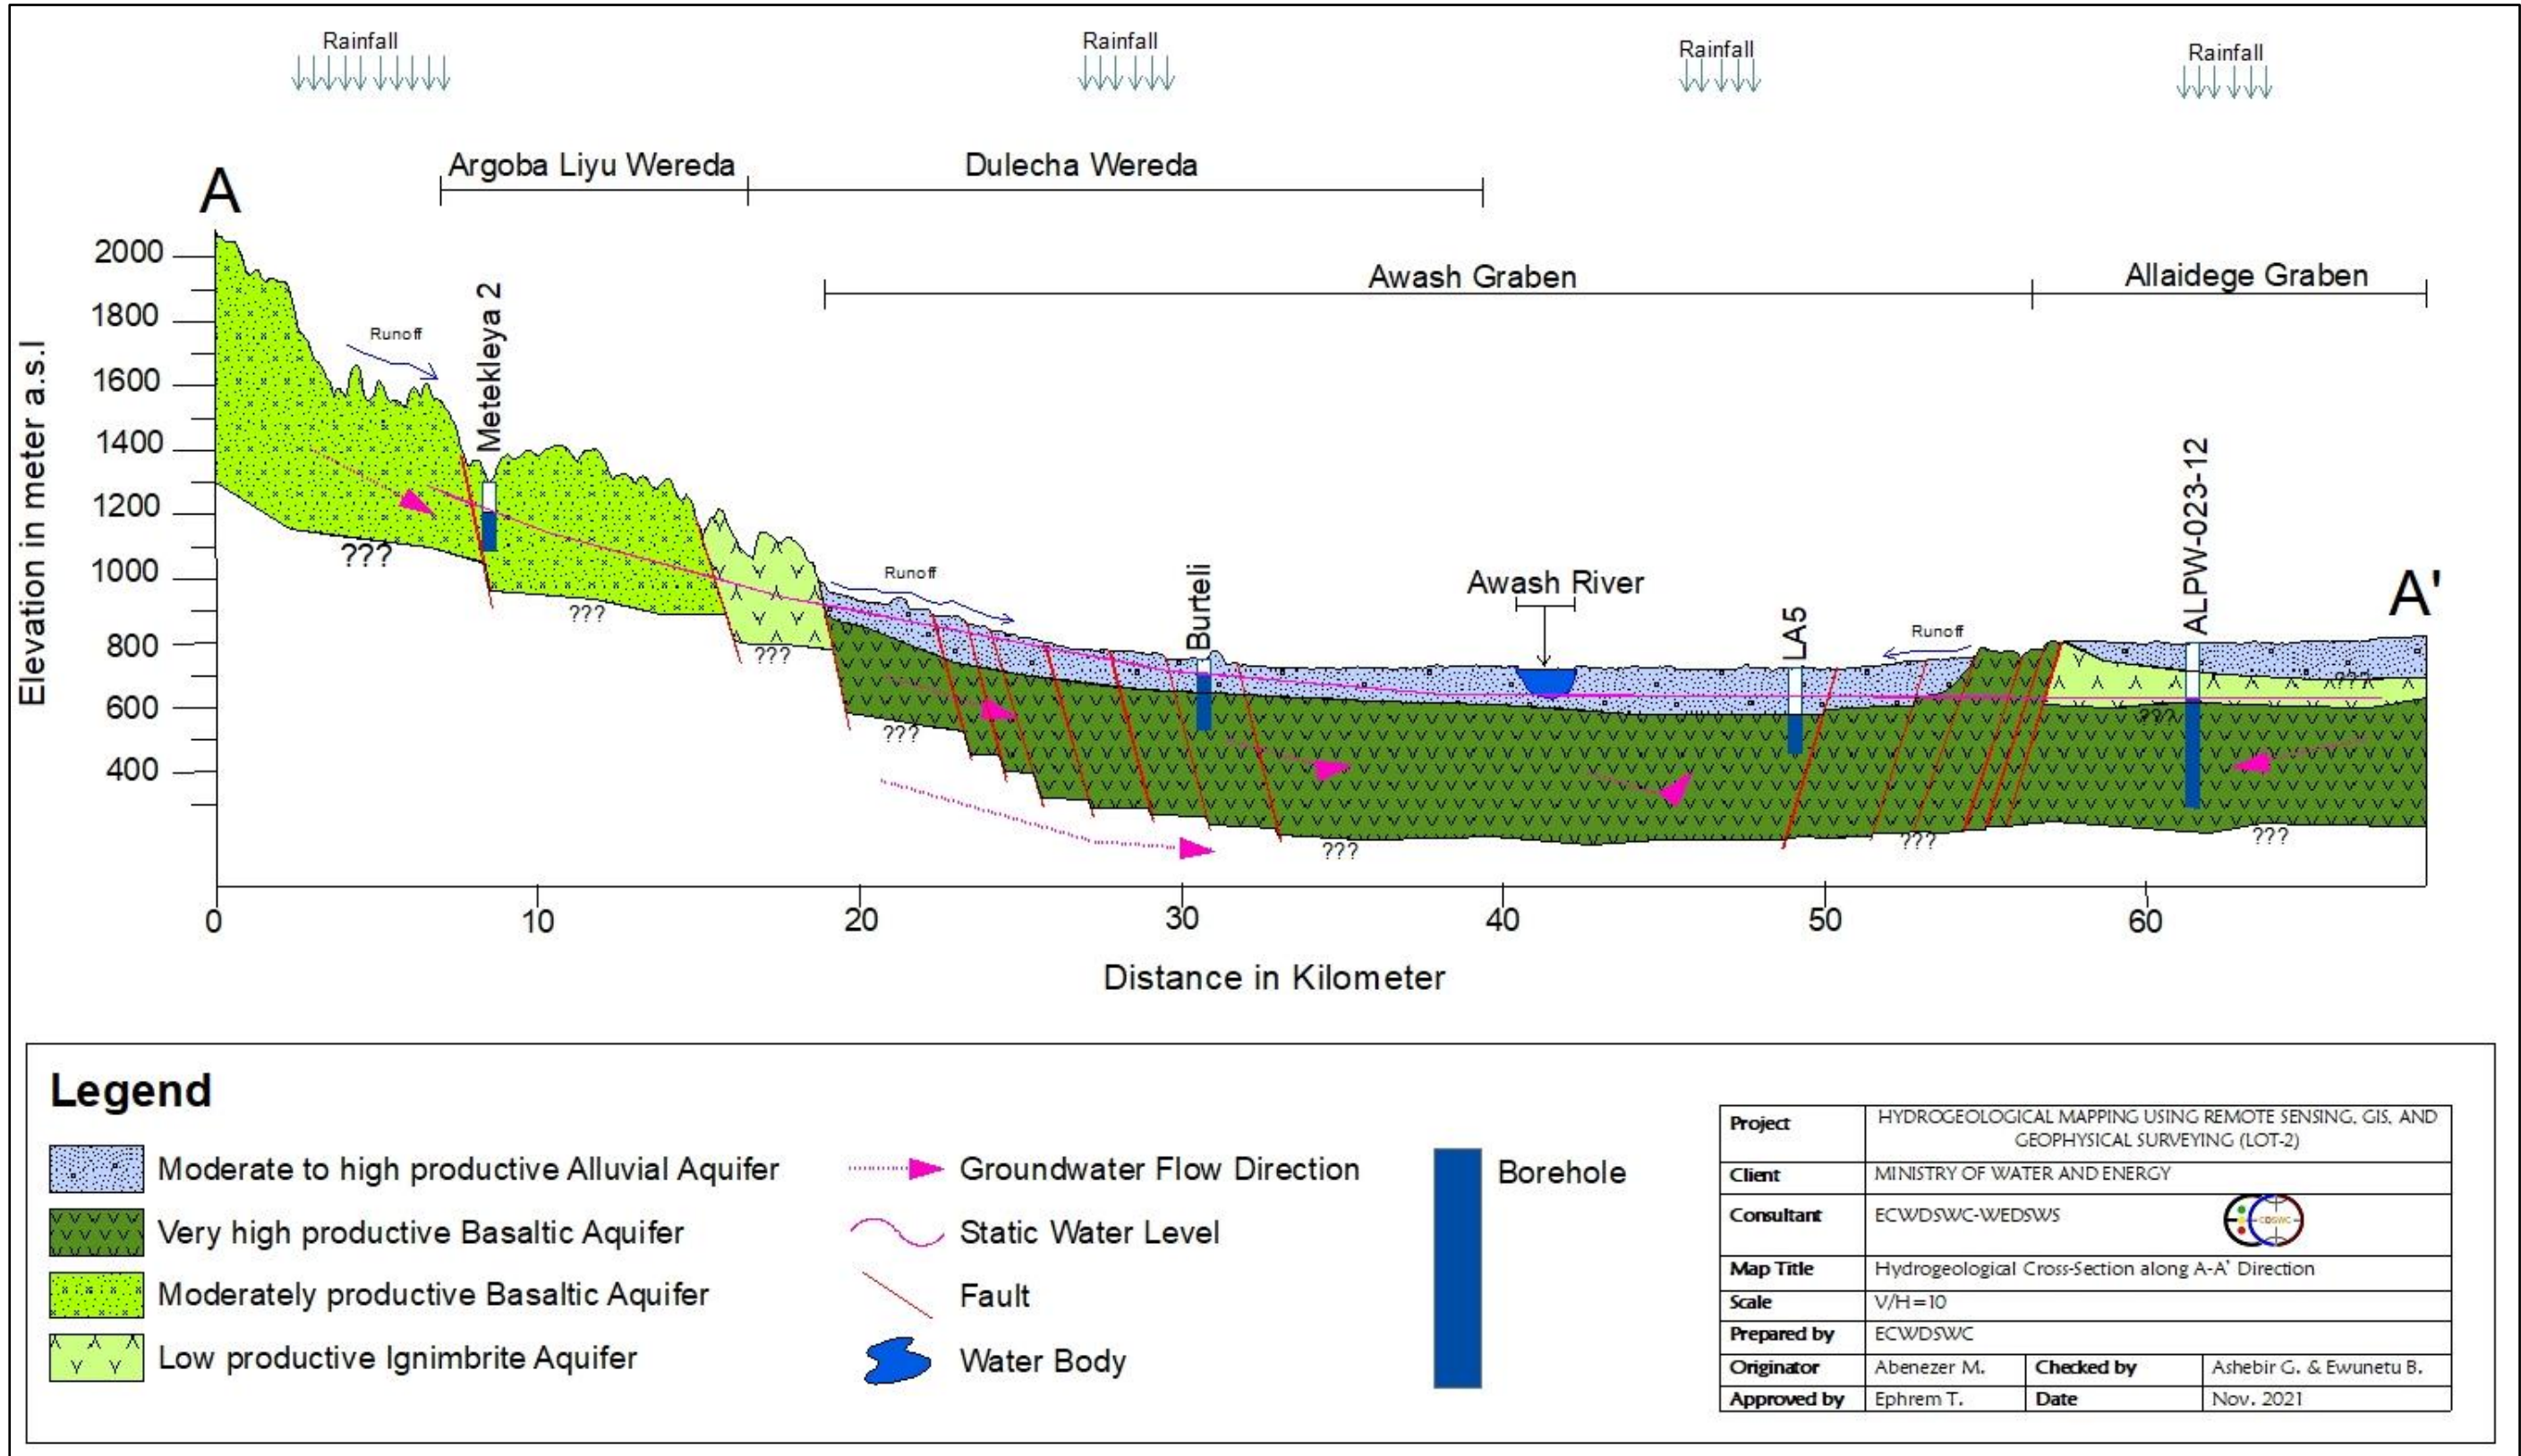 Rainfall
Rainfall
Rainfall
Rainfall
Argoba Liyu Wereda
Dulecha Wereda
A
Awash Graben
Allaidege Graben
Elevation in meter a.s.l
2000
1800
1600
1400
1200
1000
800
600
400
Runoff
Metekleya 2
???
???
???
Runoff
???
Burteli
Awash River
LA5
Runoff
ALPW-023-12
A'
???
???
???
???
???
0
10
20
30
40
50
60
Distance in Kilometer
Legend
Moderate to high productive Alluvial Aquifer
Very high productive Basaltic Aquifer
Moderately productive Basaltic Aquifer
Low productive Ignimbrite Aquifer
Groundwater Flow Direction
Static Water Level
Fault
Water Body
Borehole
Project HYDROGEOLOGICAL MAPPING USING REMOTE SENSING, GIS, AND
GEOPHYSICAL SURVEYING (LOT-2)
Client MINISTRY OF WATER AND ENERGY
Consultant ECWDSWC-WEDSWS
Map Title Hydrogeological Cross-Section along A-A' Direction
Scale V/H=10
Prepared by ECWDSWC
Originator Abenezer M. Checked by Ashebir G. & Ewunetu B.
Approved by Ephrem T. Date Nov. 2021